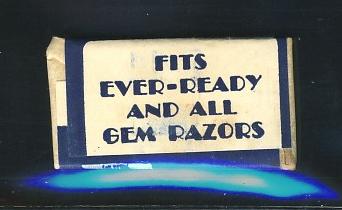 FITS
EVER-READY
AND ALL
GEM RAZORS